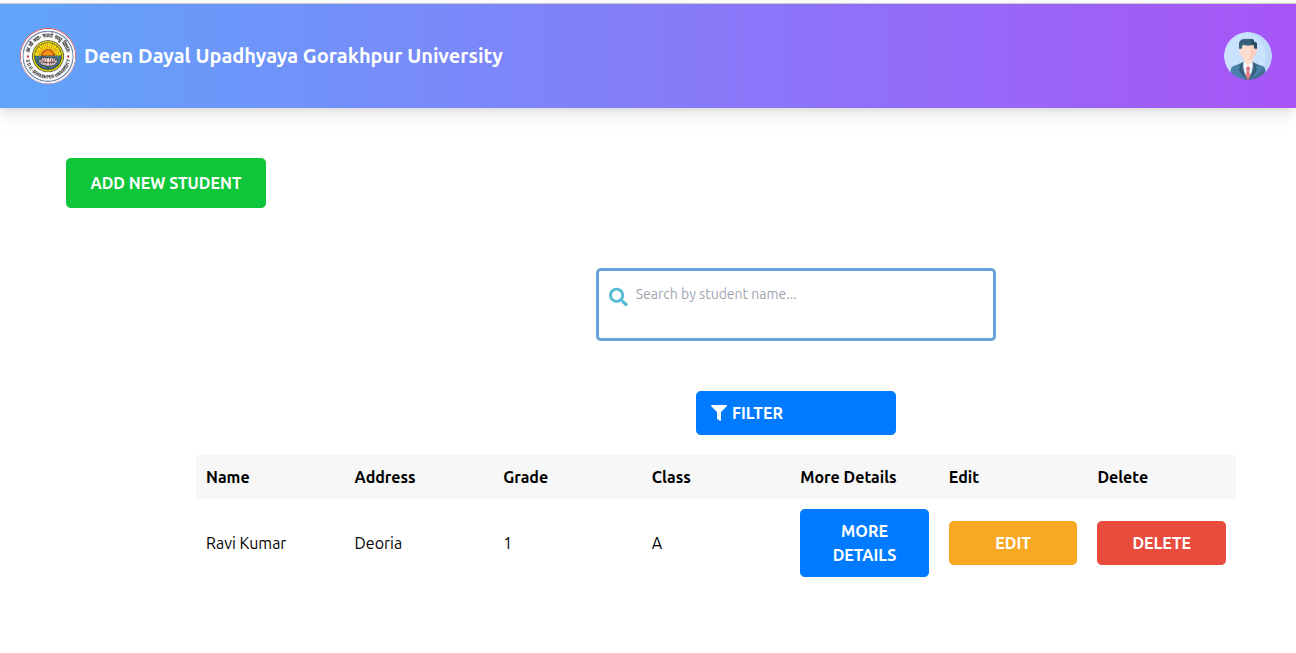 Deen Dayal Upadhyaya Gorakhpur University
ADD NEW STUDENT
Search by student name...
FILTER
Name Address Grade Class More Details Edit Delete
Ravi Kumar Deoria 1 A MORE DETAILS EDIT DELETE